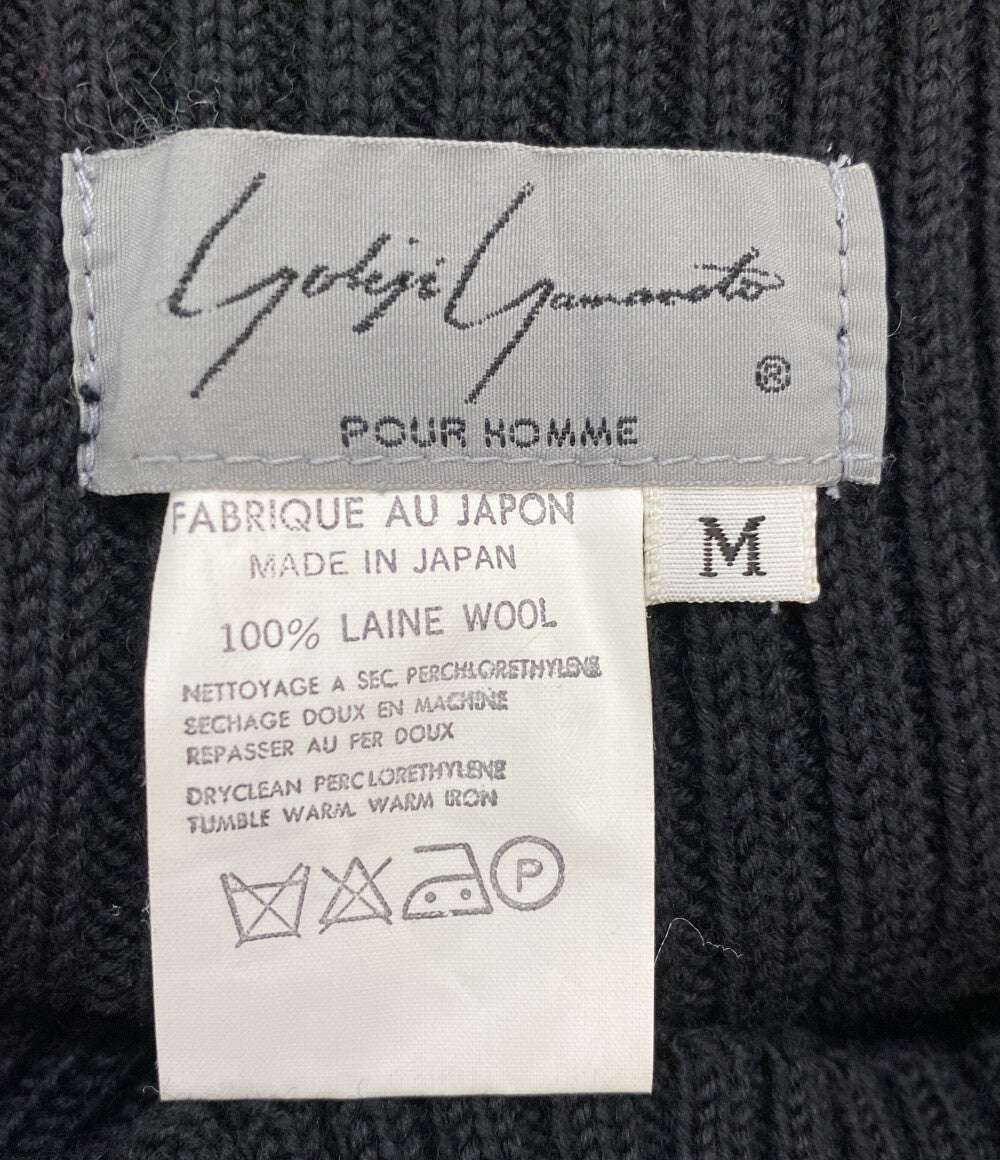 Yohji Yamamoto
®
POUR HOMME
FABRIQUE AU JAPON
MADE IN JAPAN
M
100% LAINE WOOL
NETTOYAGE A SEC. PERCHLORETHYLENE
SECHAGE DOUX EN MACHINE
REPASSER AU FER DOUX
DRYCLEAN PERCLORETHYLENE
TUMBLE WARM. WARM IRON
P